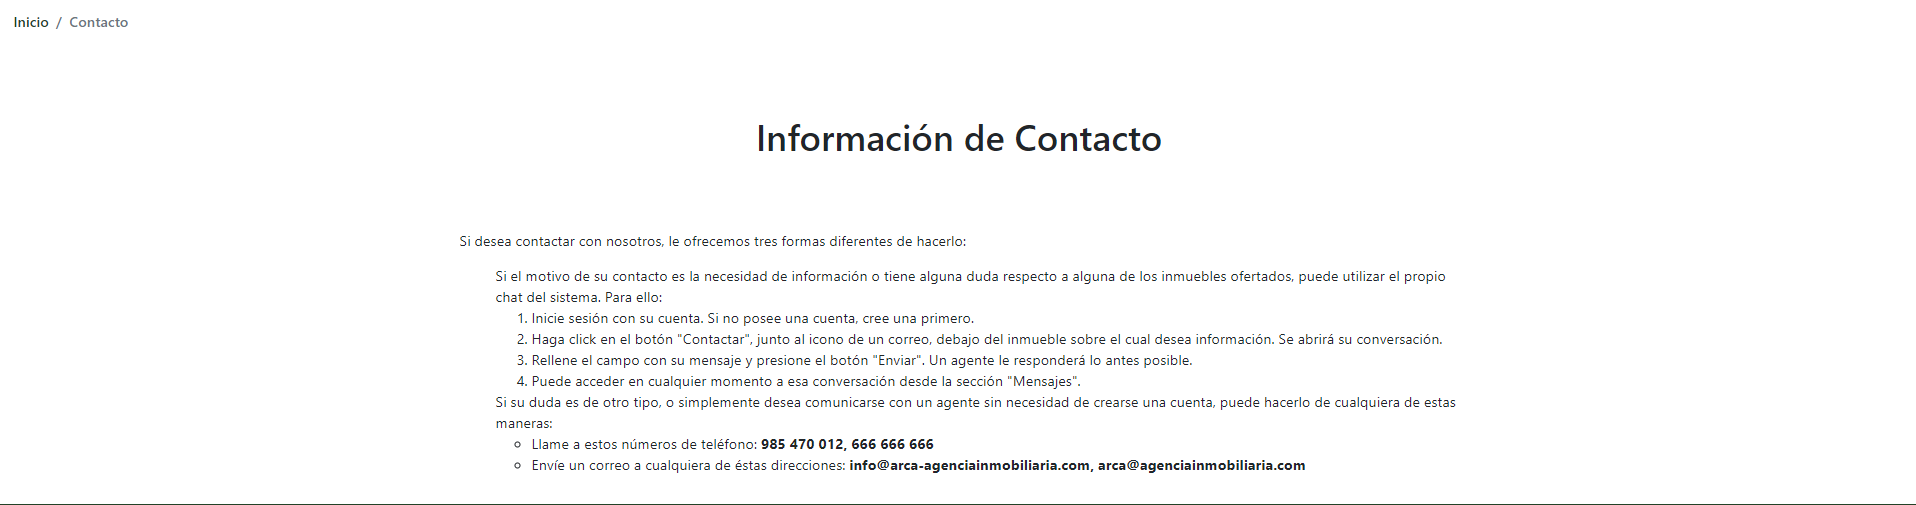 Inicio / Contacto
Información de Contacto
Si desea contactar con nosotros, le ofrecemos tres formas diferentes de hacerlo:
Si el motivo de su contacto es la necesidad de información o tiene alguna duda respecto a alguna de los inmuebles ofertados, puede utilizar el propio
chat del sistema. Para ello:
1. Inicie sesión con su cuenta. Si no posee una cuenta, cree una primero.
2. Haga click en el botón "Contactar", junto al icono de un correo, debajo del inmueble sobre el cual desea información. Se abrirá su conversación.
3. Rellene el campo con su mensaje y presione el botón "Enviar". Un agente le responderá lo antes posible.
4. Puede acceder en cualquier momento a esa conversación desde la sección "Mensajes".
Si su duda es de otro tipo, o simplemente desea comunicarse con un agente sin necesidad de crearse una cuenta, puede hacerlo de cualquiera de estas
maneras:
◦ Llame a estos números de teléfono: 985 470 012, 666 666 666
◦ Envíe un correo a cualquiera de éstas direcciones: info@arca-agenciainmobiliaria.com, arca@agenciainmobiliaria.com